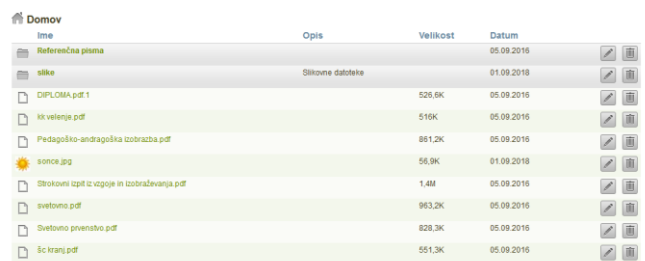 Domov
Ime Opis Velikost Datum
Referenčna pisma 05.09.2016
slike Slikovne datoteke 01.09.2018
DIPLOMA.pdf.1 526,6K 05.09.2016
kk velenje.pdf 516K 05.09.2016
Pedagoško-andragoška izobrazba.pdf 861,2K 05.09.2016
sonce.jpg 56,9K 01.09.2018
Strokovni izpit iz vzgoje in izobraževanja.pdf 1,4M 05.09.2016
svetovno.pdf 963,2K 05.09.2016
Svetovno prvenstvo.pdf 828,3K 05.09.2016
šc kranj.pdf 551,3K 05.09.2016